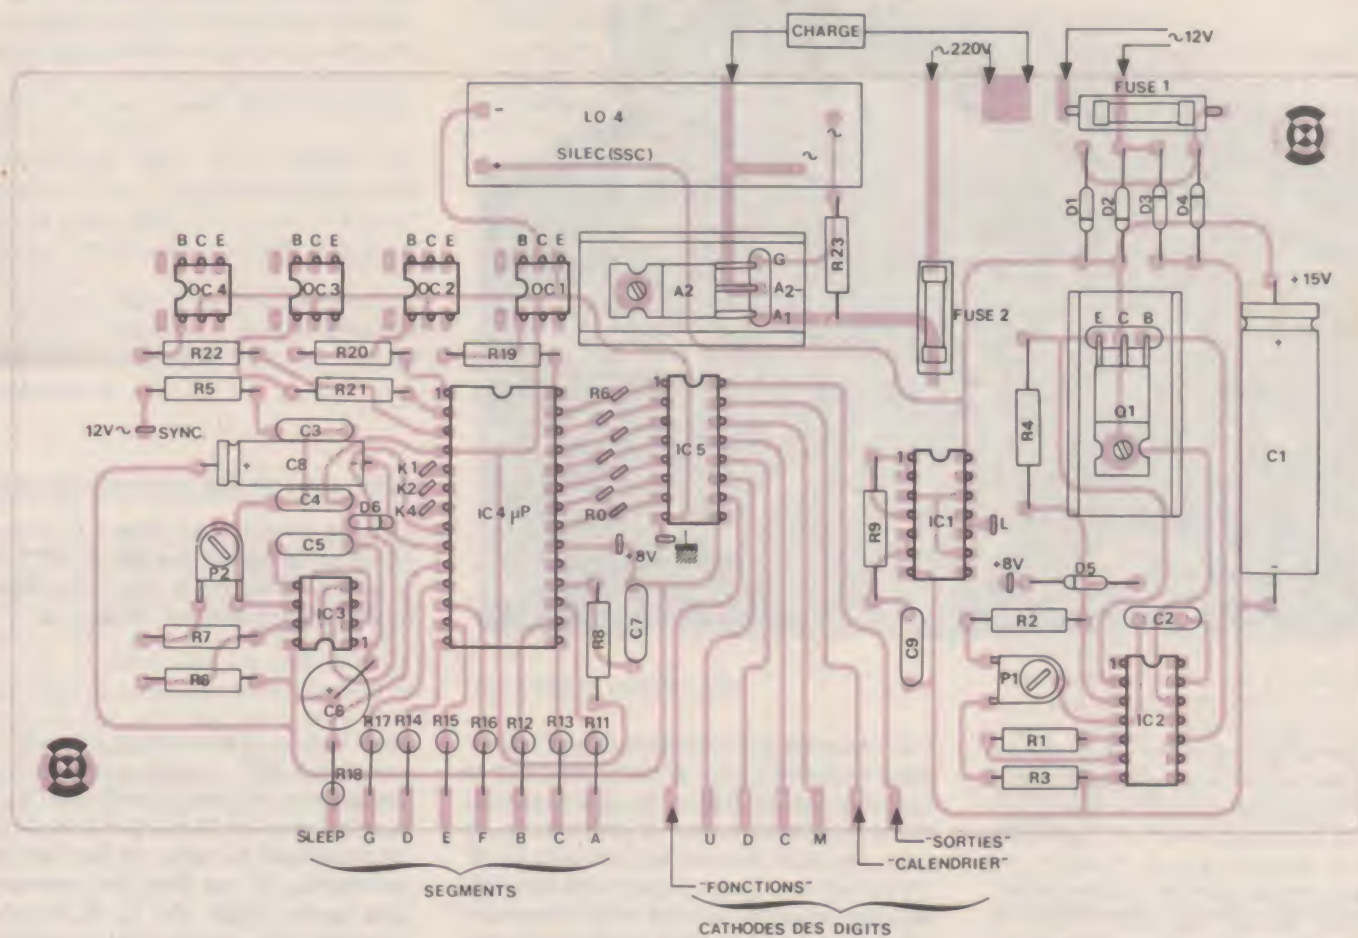 CHARGE
~220V
~12V
FUSE 1
-
LO 4
~
~
+
SILEC (SSC)
D1
D2
D3
D4
R23
B C E
B C E
B C E
B C E
G
A2
A2-
A1
OC 4
OC 3
OC 2
OC 1
+15V
FUSE 2
E C B
R22
R20
R19
R5
R21
1
R6
1
IC 5
Q1
R4
+
C1
12V~ SYNC.
C3
+
C8
-
K1
K2
K4
C4
D6
IC4 µP
R0
1
R9
IC1
L
C5
P2
+8V
+8V
D5
-
IC3
1
R7
R8
C7
C9
R2
C2
R6
+
C6
P1
1
IC2
R17
R14
R15
R16
R12
R13
R11
R1
R3
R18
SLEEP
G
D
E
F
B
C
A
U
D
C
M
"SORTIES"
"CALENDRIER"
SEGMENTS
"FONCTIONS"
CATHODES DES DIGITS